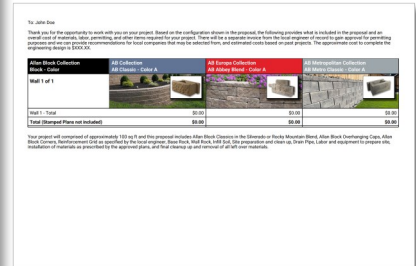 To: John Doe
Thank you for the opportunity to work with you on your project. Based on the configuration shown in the proposal, the following provides what is included in the proposal and an
overall cost of materials, labor, permitting, and other items required for your project. There will be a separate invoice from the local engineer of record to gain approval for permitting
purposes and we can provide recommendations for local companies that may be selected from, and estimated costs based on past projects. The approximate cost to complete the
engineering design is $XXX.XX.
Allan Block Collection AB Collection AB Europe Collection AB Metropolitan Collection
Block - Color AB Classic - Color A AB Abbey Blend - Color A AB Metro Classic - Color A
Wall 1 of 1
Wall 1 - Total $0.00 $0.00 $0.00
Total (Stamped Plans not included) $0.00 $0.00 $0.00
Your project will comprised of approximately 100 sq ft and this proposal includes Allan Block Classics in the Silverado or Rocky Mountain Blend, Allan Block Overhanging Caps, Allan
Block Corners, Reinforcement Grid as specified by the local engineer, Base Rock, Wall Rock, Infill Soil, Site preparation and clean up, Drain Pipe, Labor and equipment to prepare site,
installation of materials as prescribed by the approved plans, and final cleanup and removal of all left over materials.